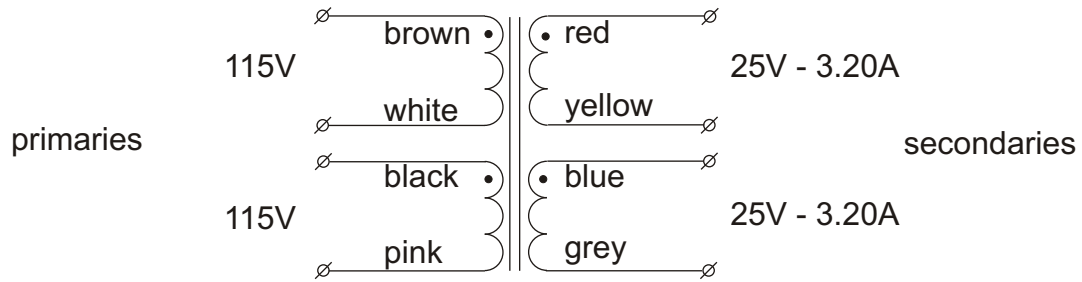 brown
red
115V
25V - 3.20A
white
yellow
primaries
secondaries
black
blue
115V
25V - 3.20A
pink
grey